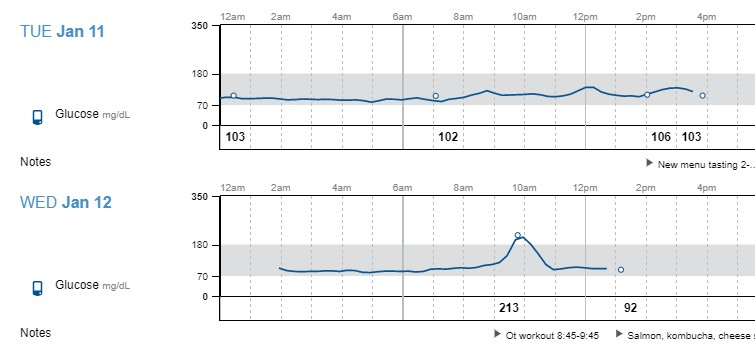 12am 2am 4am 6am 8am 10am 12pm 2pm 4pm
TUE Jan 11
350
180
70
0
Glucose mg/dL
103 102 106 103
Notes
New menu tasting 2-...
12am 2am 4am 6am 8am 10am 12pm 2pm 4pm
WED Jan 12
350
180
70
0
Glucose mg/dL
213 92
Notes
Ot workout 8:45-9:45 Salmon, kombucha, cheese